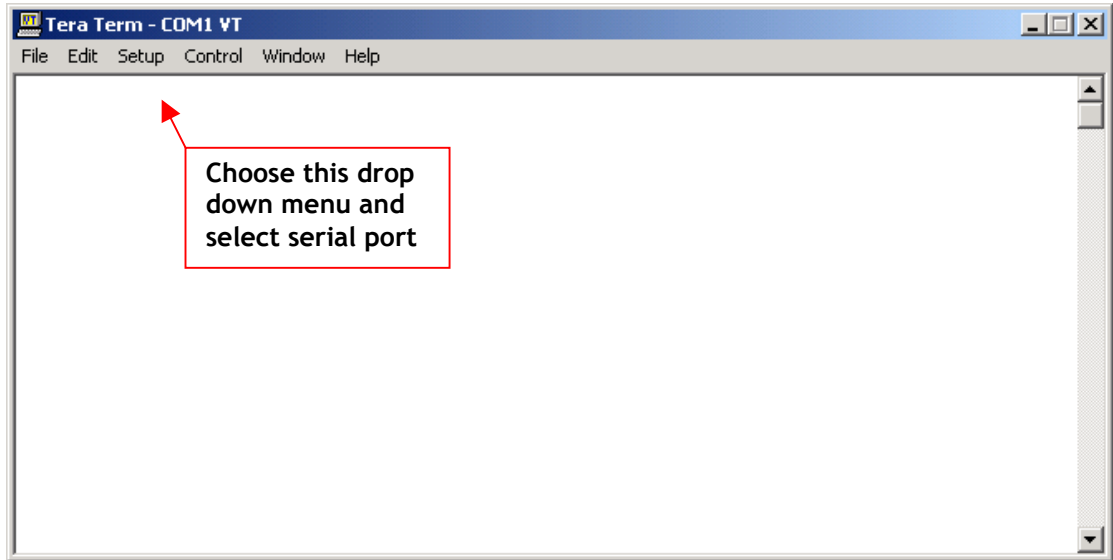 Tera Term - COM1 VT
File Edit Setup Control Window Help
Choose this drop
down menu and
select serial port